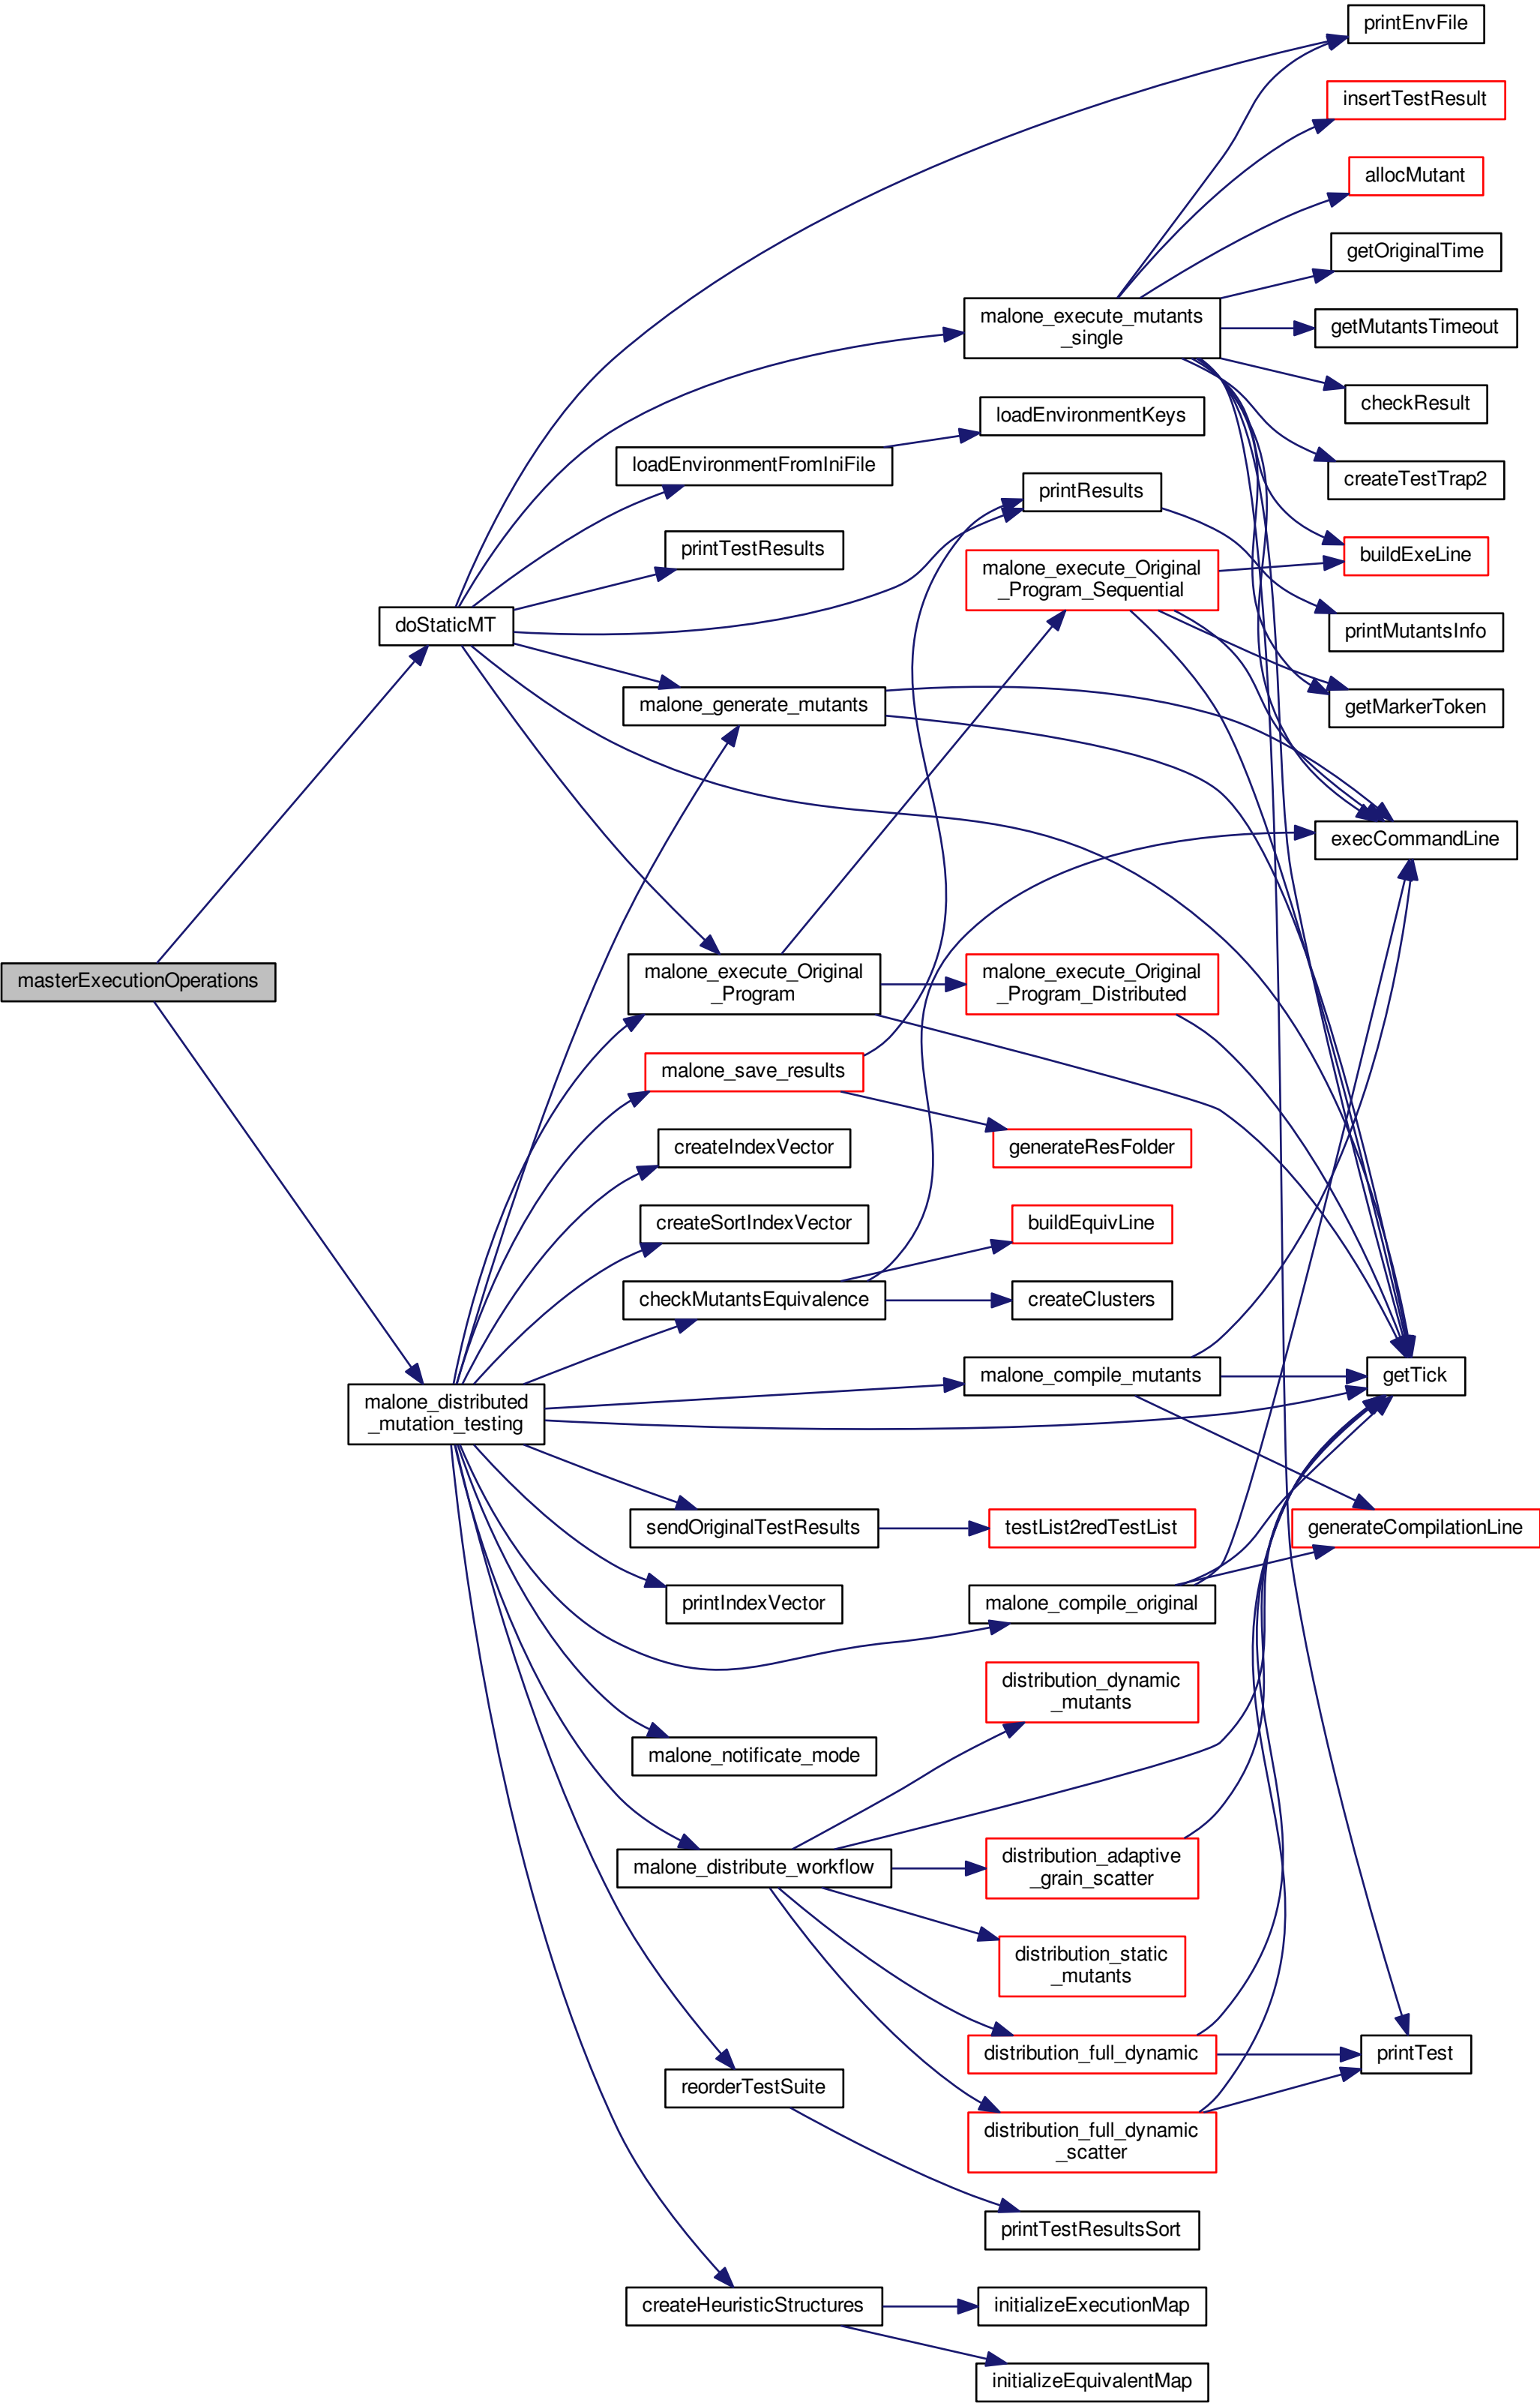 printEnvFile
insertTestResult
allocMutant
getOriginalTime
malone_execute_mutants
_single
getMutantsTimeout
checkResult
loadEnvironmentKeys
loadEnvironmentFromIniFile
createTestTrap2
printResults
printTestResults
buildExeLine
malone_execute_Original
_Program_Sequential
doStaticMT
printMutantsInfo
malone_generate_mutants
getMarkerToken
execCommandLine
masterExecutionOperations
malone_execute_Original
_Program
malone_execute_Original
_Program_Distributed
malone_save_results
createIndexVector
generateResFolder
createSortIndexVector
buildEquivLine
checkMutantsEquivalence
createClusters
malone_compile_mutants
getTick
malone_distributed
_mutation_testing
sendOriginalTestResults
testList2redTestList
generateCompilationLine
printIndexVector
malone_compile_original
distribution_dynamic
_mutants
malone_notificate_mode
malone_distribute_workflow
distribution_adaptive
_grain_scatter
distribution_static
_mutants
distribution_full_dynamic
printTest
reorderTestSuite
distribution_full_dynamic
_scatter
printTestResultsSort
createHeuristicStructures
initializeExecutionMap
initializeEquivalentMap